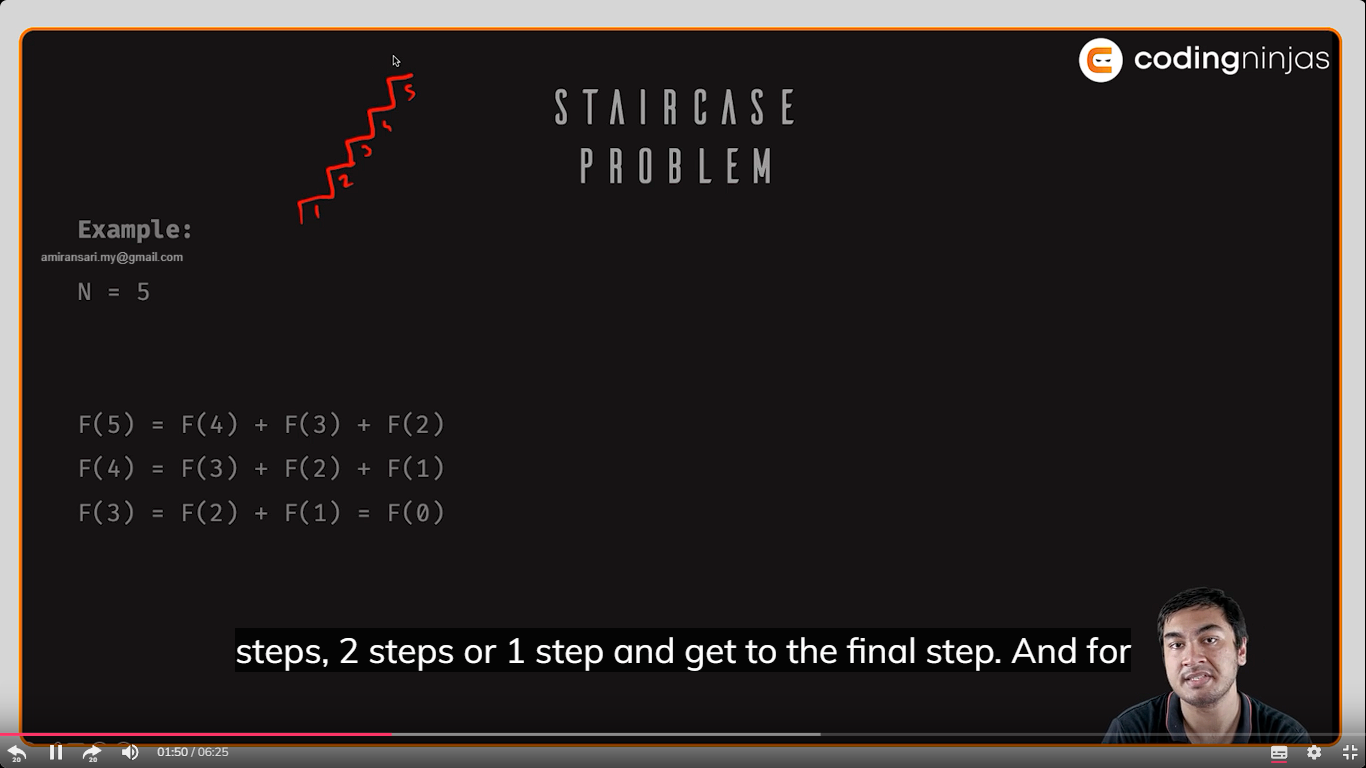 codingninjas
STAIRCASE
PROBLEM
5
3
2
1
Example:
amiransari.my@gmail.com
N = 5
F(5) = F(4) + F(3) + F(2)
F(4) = F(3) + F(2) + F(1)
F(3) = F(2) + F(1) = F(0)
steps, 2 steps or 1 step and get to the final step. And for
20
20
01:50 / 06:25